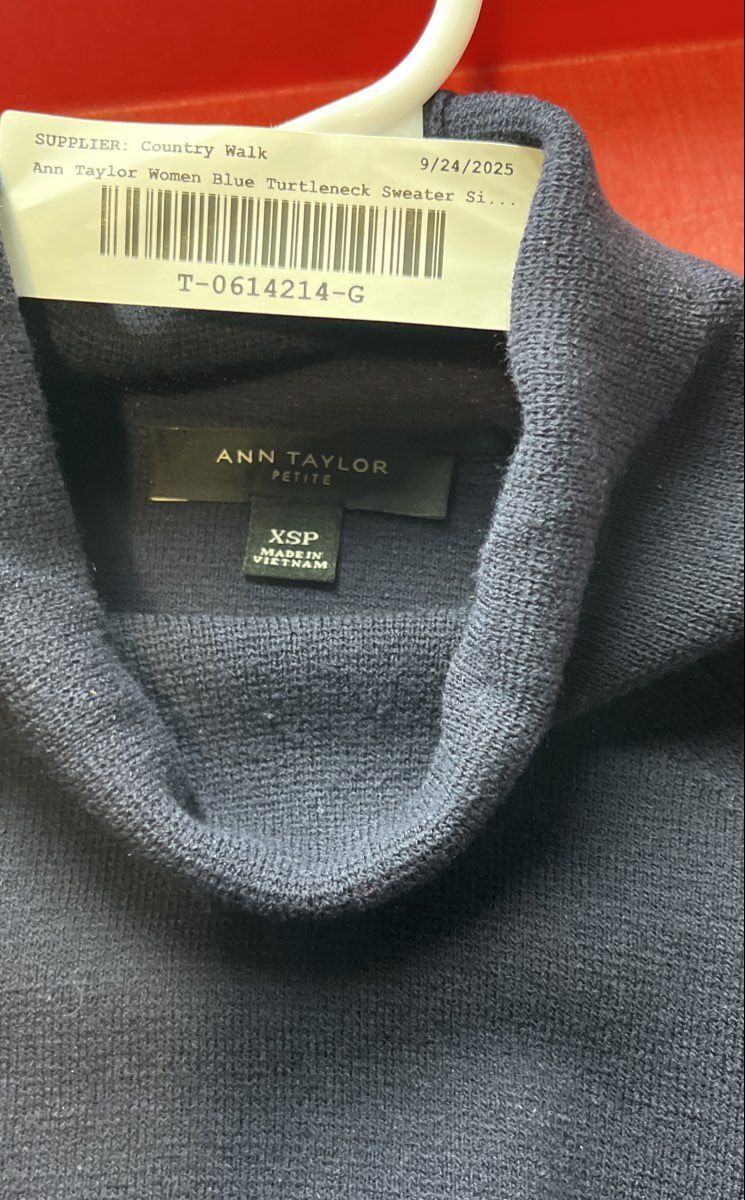 SUPPLIER: Country Walk
9/24/2025
Ann Taylor Women Blue Turtleneck Sweater Si...
T-0614214-G
ANN TAYLOR
PETITE
XSP
MADE IN
VIETNAM